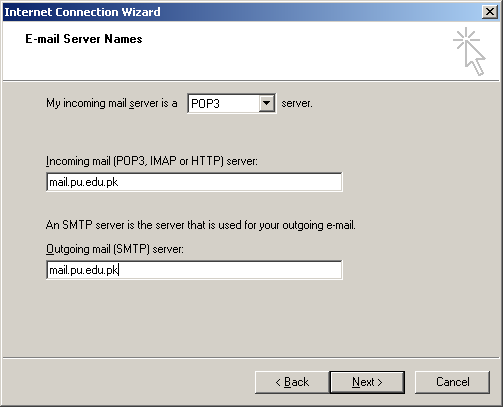 Internet Connection Wizard
E-mail Server Names
My incoming mail server is a POP3 server.
Incoming mail (POP3, IMAP or HTTP) server:
mail.pu.edu.pk
An SMTP server is the server that is used for your outgoing e-mail.
Outgoing mail (SMTP) server:
mail.pu.edu.pk
< Back Next > Cancel